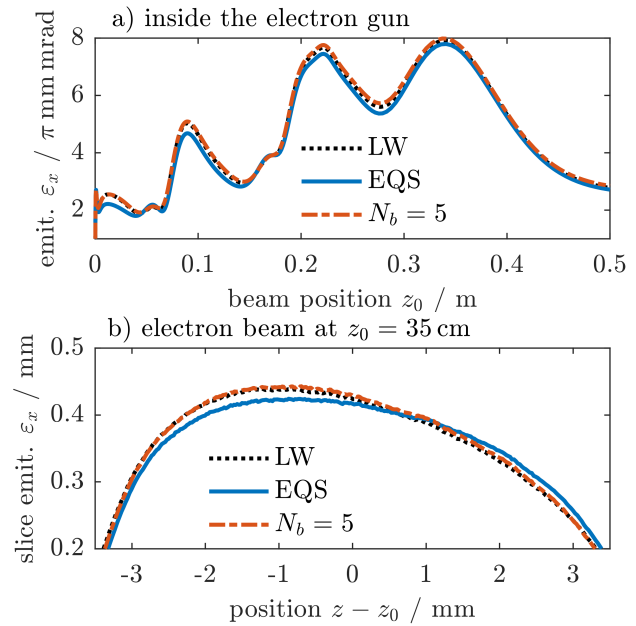 a) inside the electron gun
emit. εₓ / π mm mrad
8
6
4
2
LW
EQS
N_b = 5
0 0.1 0.2 0.3 0.4 0.5
beam position z₀ / m
b) electron beam at z₀ = 35 cm
slice emit. εₓ / mm
0.5
0.4
0.3
0.2
LW
EQS
N_b = 5
-3 -2 -1 0 1 2 3
position z − z₀ / mm